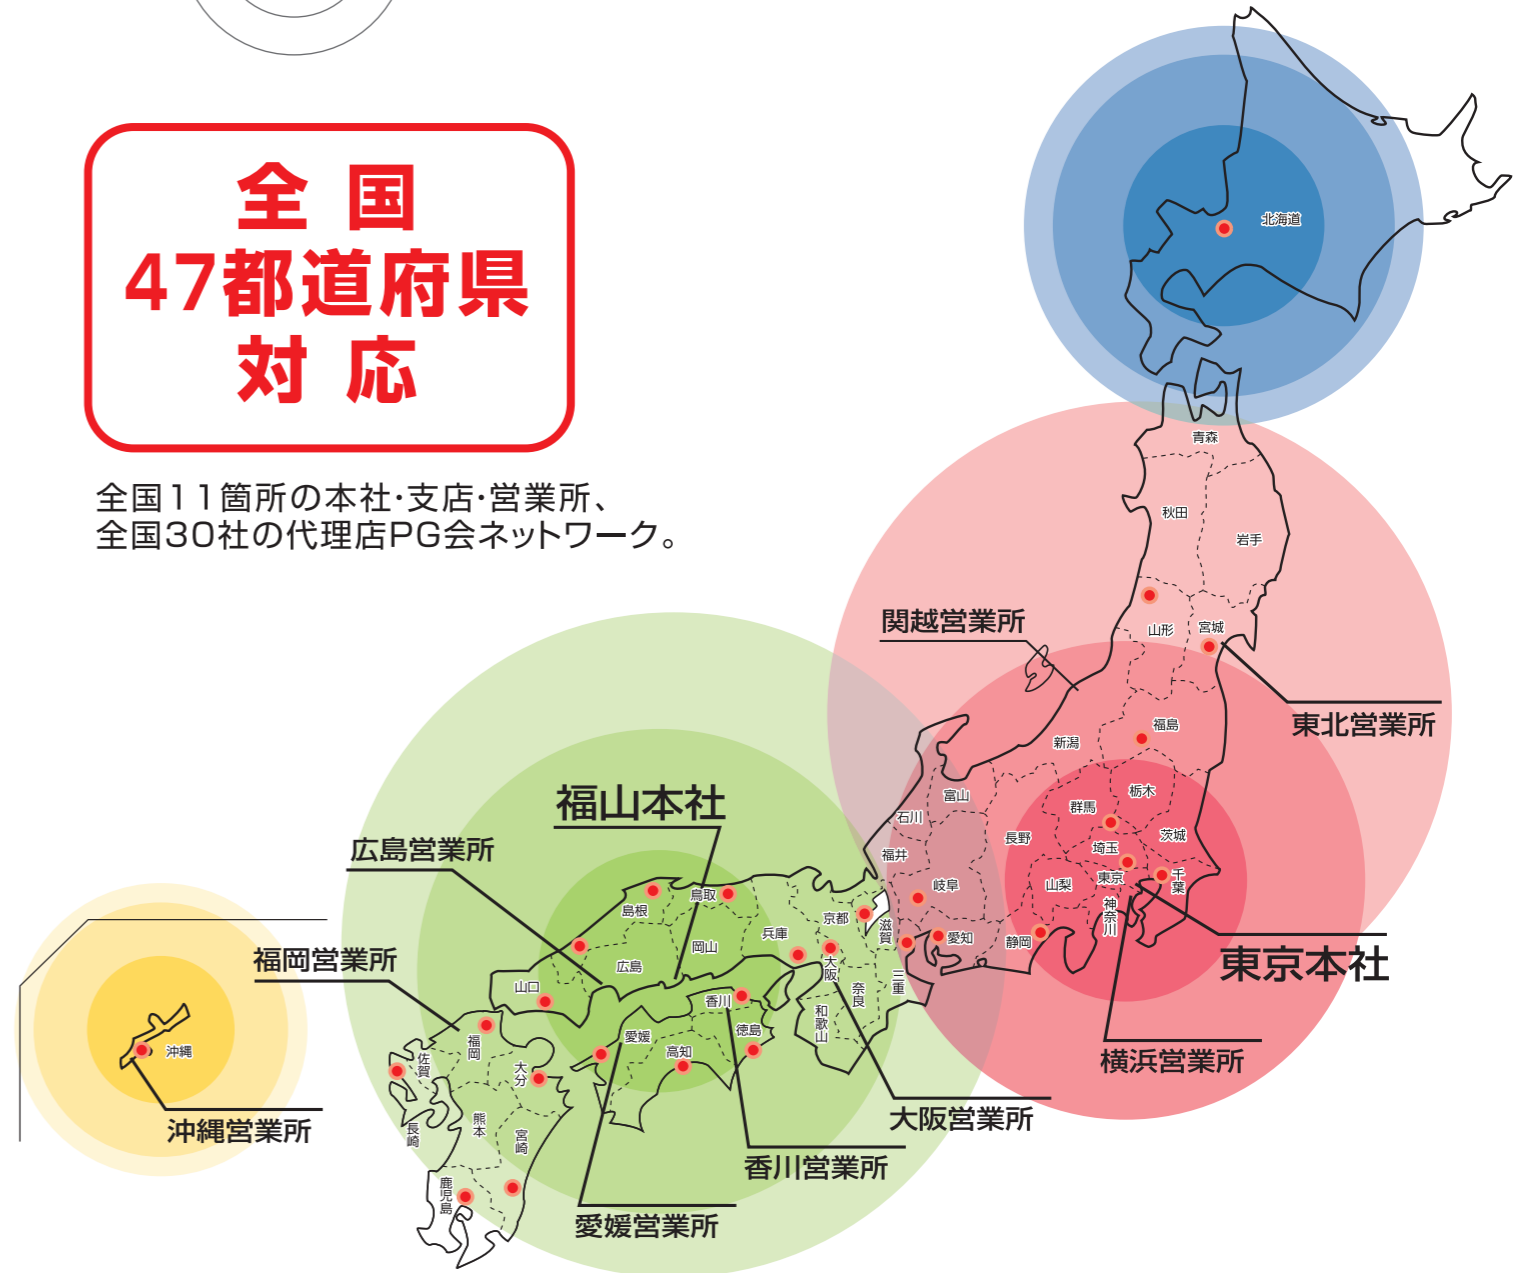 全国
47都道府県
対応
全国11箇所の本社・支店・営業所、
全国30社の代理店PG会ネットワーク。
北海道
青森
秋田
岩手
山形
宮城
関越営業所
東北営業所
福島
新潟
栃木
富山
群馬
石川
茨城
長野
埼玉
福井
東京
千葉
山梨
岐阜
神奈川
愛知
静岡
滋賀
三重
東京本社
横浜営業所
福山本社
広島営業所
島根
鳥取
京都
兵庫
岡山
大阪
広島
奈良
山口
和歌山
香川
徳島
愛媛
高知
福岡営業所
福岡
佐賀
大分
長崎
熊本
宮崎
鹿児島
沖縄
沖縄営業所
大阪営業所
香川営業所
愛媛営業所